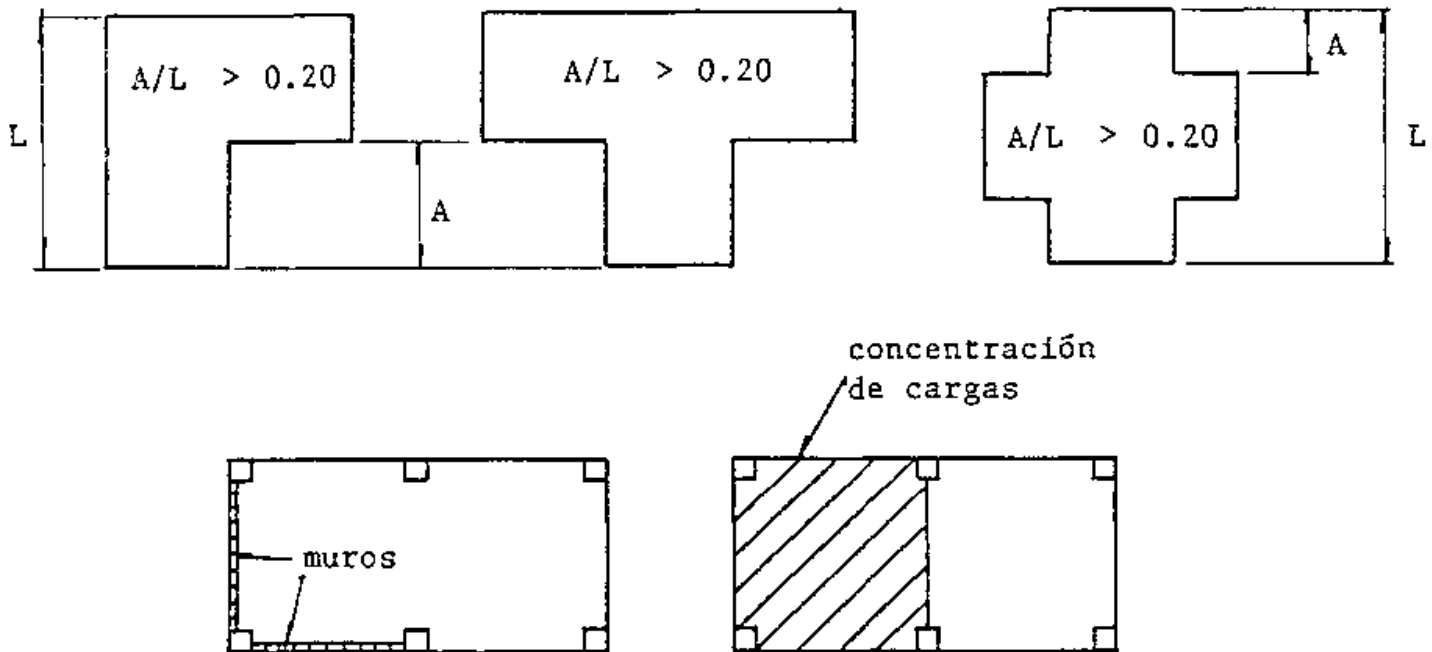 L
A/L > 0.20
A
A/L > 0.20
A/L > 0.20
A
L
concentración
de cargas
muros